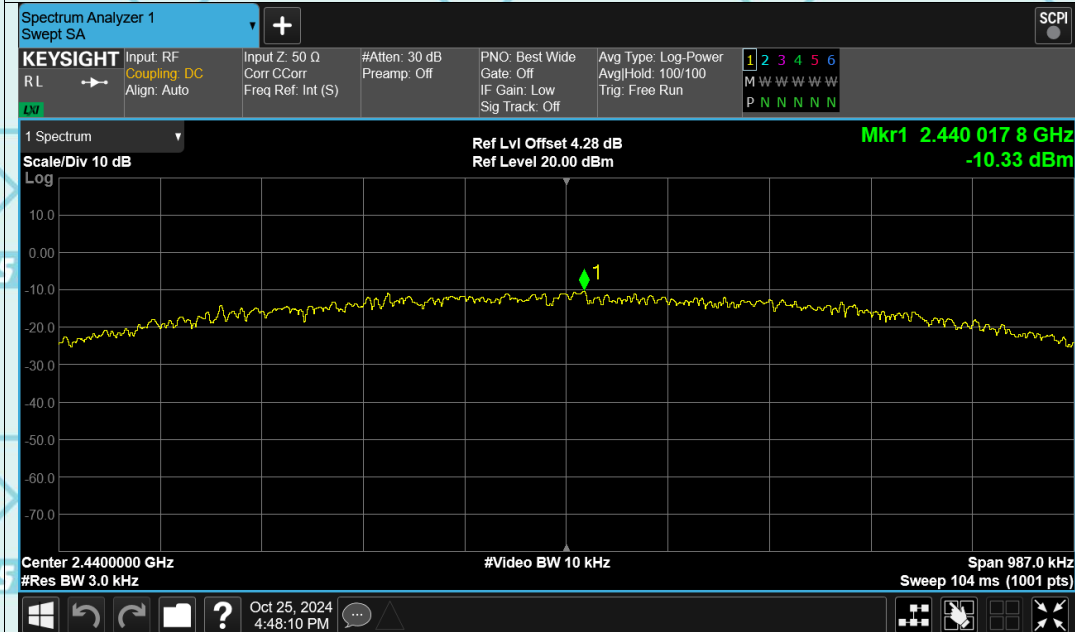 Spectrum Analyzer 1
Swept SA
+
SCPI
KEYSIGHT
RL
LXI
Input: RF
Coupling: DC
Align: Auto
Input Z: 50 Ω
Corr CCorr
Freq Ref: Int (S)
#Atten: 30 dB
Preamp: Off
PNO: Best Wide
Gate: Off
IF Gain: Low
Sig Track: Off
Avg Type: Log-Power
Avg|Hold: 100/100
Trig: Free Run
1 2 3 4 5 6
M W W W W W
P N N N N N
1 Spectrum
Scale/Div 10 dB
Ref Lvl Offset 4.28 dB
Ref Level 20.00 dBm
Mkr1 2.440 017 8 GHz
-10.33 dBm
Log
10.0
0.00
-10.0
-20.0
-30.0
-40.0
-50.0
-60.0
-70.0
1
Center 2.4400000 GHz
#Res BW 3.0 kHz
#Video BW 10 kHz
Span 987.0 kHz
Sweep 104 ms (1001 pts)
?
Oct 25, 2024
4:48:10 PM